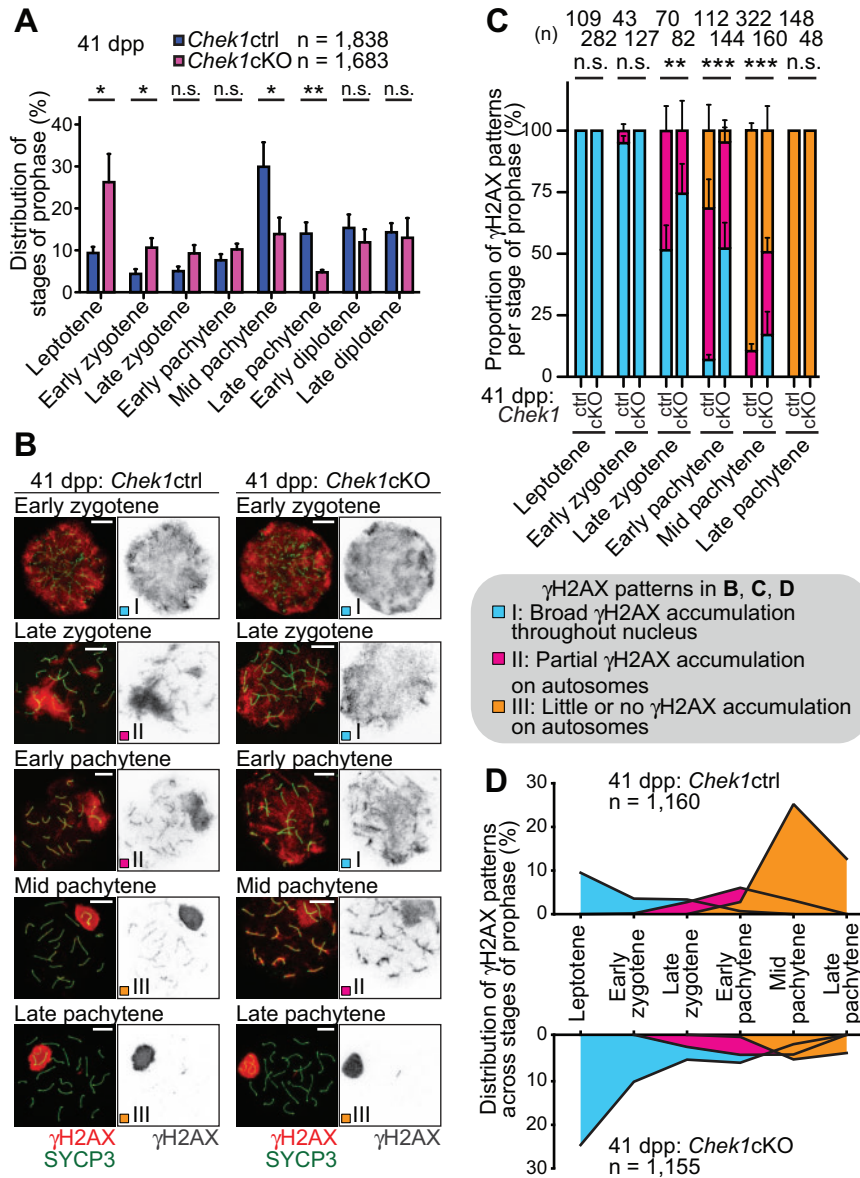 A
41 dpp
Chek1ctrl n = 1,838
Chek1cKO n = 1,683
* * n.s. n.s. * ** n.s. n.s.
Distribution of
stages of prophase (%)
40
30
20
10
0
Leptotene
Early zygotene
Late zygotene
Early pachytene
Mid pachytene
Late pachytene
Early diplotene
Late diplotene
B
41 dpp: Chek1ctrl 41 dpp: Chek1cKO
Early zygotene Early zygotene
I I
Late zygotene Late zygotene
II I
Early pachytene Early pachytene
II I
Mid pachytene Mid pachytene
III II
Late pachytene Late pachytene
III III
γH2AX γH2AX γH2AX γH2AX
SYCP3 SYCP3
C
109 43 70 112 322 148
(n) 282 127 82 144 160 48
n.s. n.s. ** *** *** n.s.
Proportion of γH2AX patterns
per stage of prophase (%)
100
75
50
25
0
41 dpp:
Chek1
ctrl cKO ctrl cKO ctrl cKO ctrl cKO ctrl cKO ctrl cKO
Leptotene
Early zygotene
Late zygotene
Early pachytene
Mid pachytene
Late pachytene
γH2AX patterns in B, C, D
I: Broad γH2AX accumulation
throughout nucleus
II: Partial γH2AX accumulation
on autosomes
III: Little or no γH2AX accumulation
on autosomes
D
41 dpp: Chek1ctrl
n = 1,160
Distribution of γH2AX patterns
across stages of prophase (%)
30
20
10
0
Leptotene
Early
zygotene
Late
zygotene
Early
pachytene
Mid
pachytene
Late
pachytene
0
10
20
30
41 dpp: Chek1cKO
n = 1,155